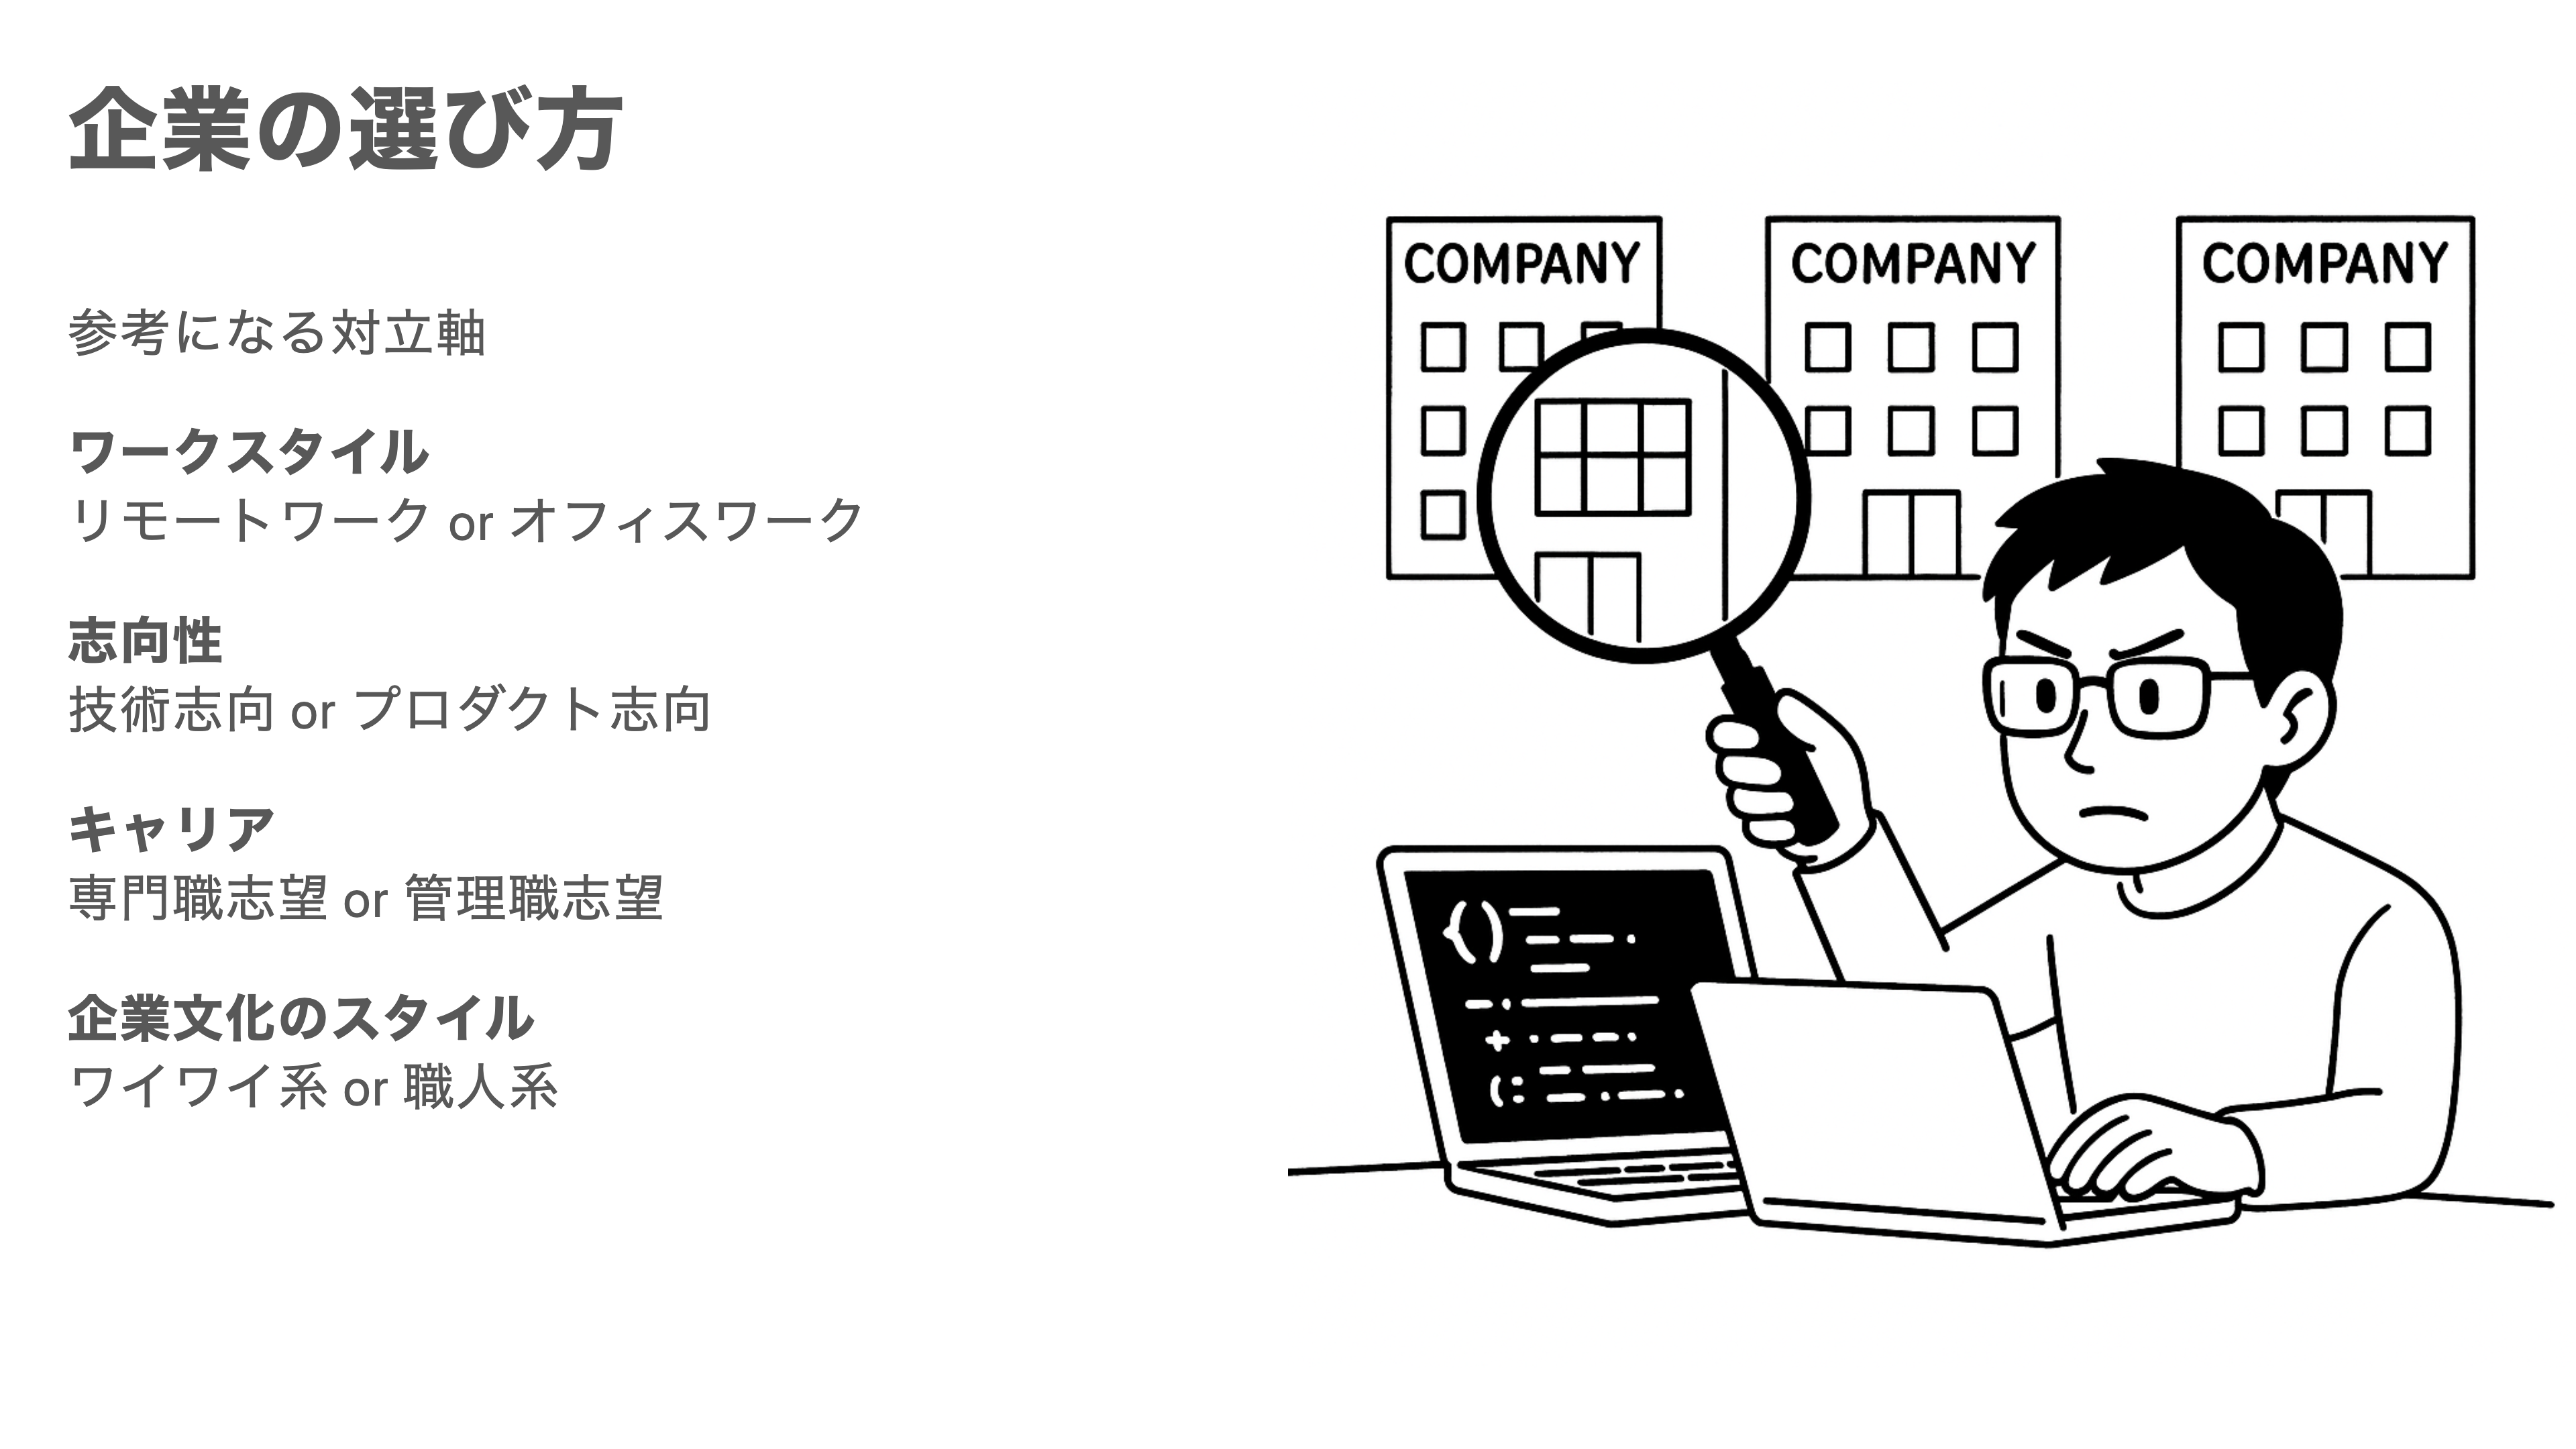 企業の選び方
参考になる対立軸
ワークスタイル
リモートワーク or オフィスワーク
志向性
技術志向 or プロダクト志向
キャリア
専門職志望 or 管理職志望
企業文化のスタイル
ワイワイ系 or 職人系
COMPANY
COMPANY
COMPANY